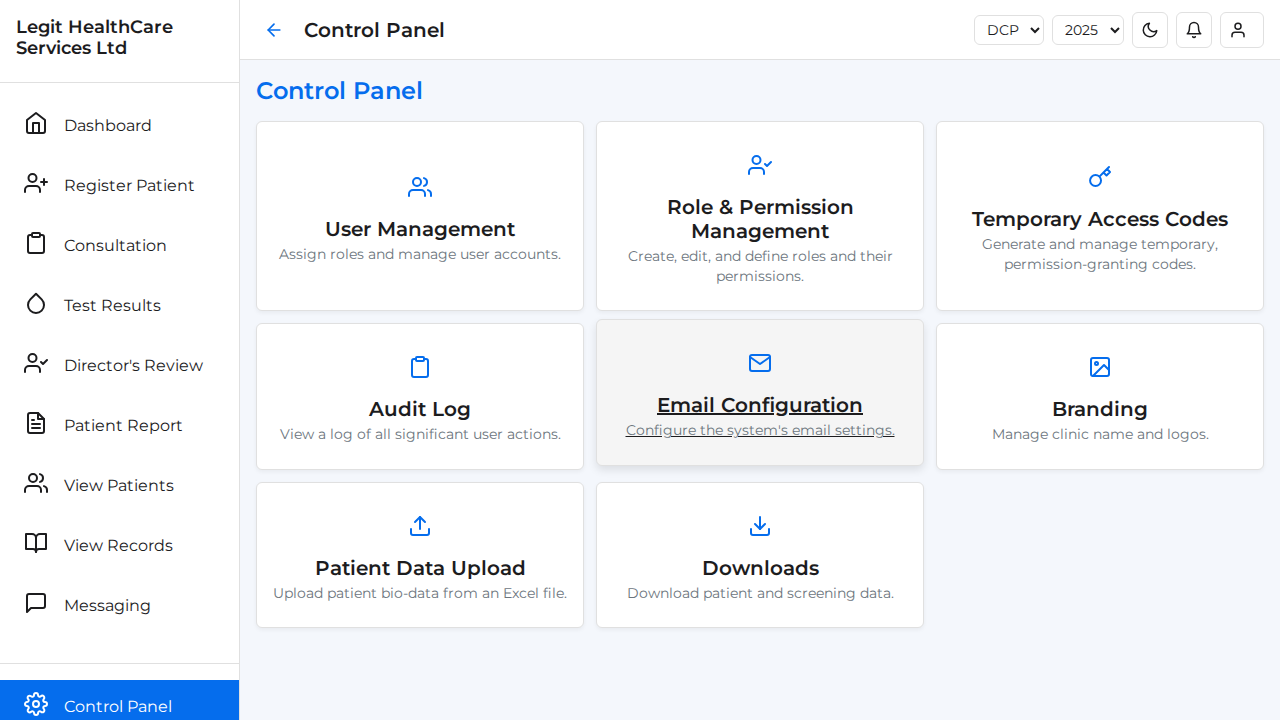 Legit HealthCare
Services Ltd
Dashboard
Register Patient
Consultation
Test Results
Director's Review
Patient Report
View Patients
View Records
Messaging
Control Panel
Control Panel
DCP
2025
Control Panel
User Management
Assign roles and manage user accounts.
Role & Permission
Management
Create, edit, and define roles and their
permissions.
Temporary Access Codes
Generate and manage temporary,
permission-granting codes.
Audit Log
View a log of all significant user actions.
Email Configuration
Configure the system's email settings.
Branding
Manage clinic name and logos.
Patient Data Upload
Upload patient bio-data from an Excel file.
Downloads
Download patient and screening data.